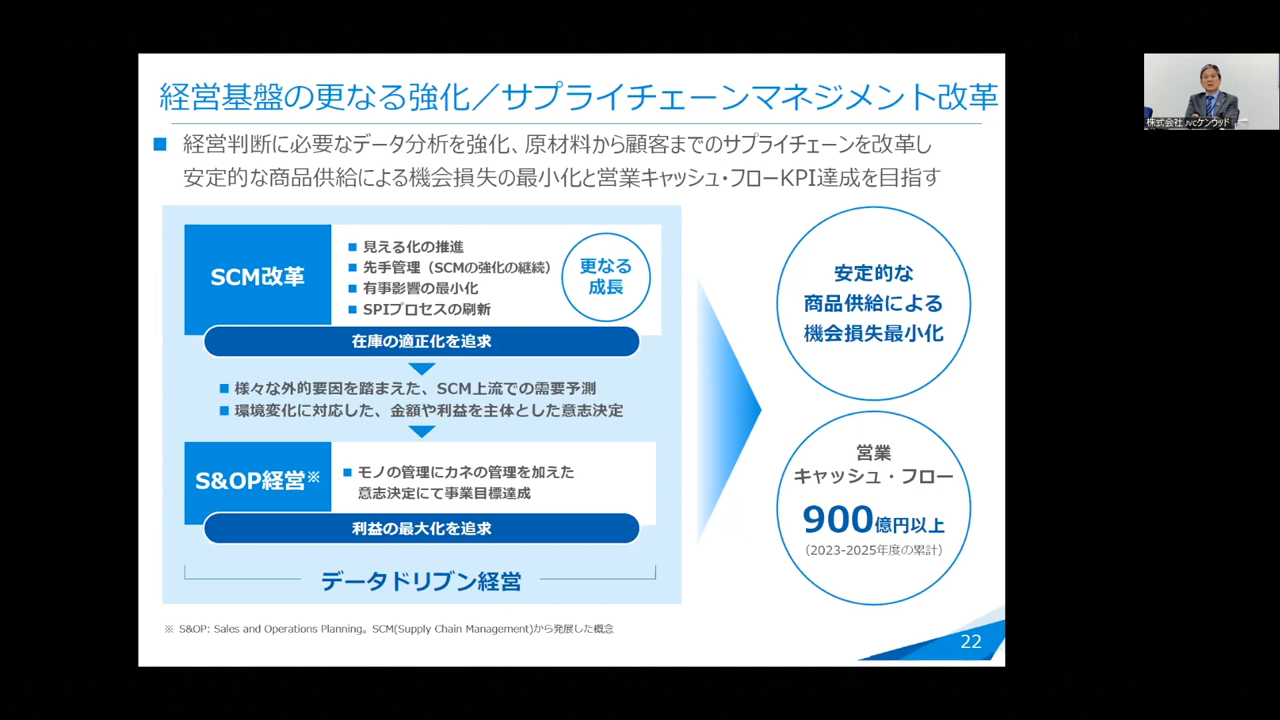 経営基盤の更なる強化／サプライチェーンマネジメント改革
株式会社 JVCケンウッド
■ 経営判断に必要なデータ分析を強化、原材料から顧客までのサプライチェーンを改革し
安定的な商品供給による機会損失の最小化と営業キャッシュ・フローKPI達成を目指す
SCM改革
■ 見える化の推進
■ 先手管理（SCMの強化の継続）
■ 有事影響の最小化
■ SPIプロセスの刷新
更なる
成長
在庫の適正化を追求
■ 様々な外的要因を踏まえた、SCM上流での需要予測
■ 環境変化に対応した、金額や利益を主体とした意志決定
S&OP経営※
■ モノの管理にカネの管理を加えた
意志決定にて事業目標達成
利益の最大化を追求
データドリブン経営
安定的な
商品供給による
機会損失最小化
営業
キャッシュ・フロー
900億円以上
（2023-2025年度の累計）
※ S&OP: Sales and Operations Planning。SCM(Supply Chain Management)から発展した概念
22